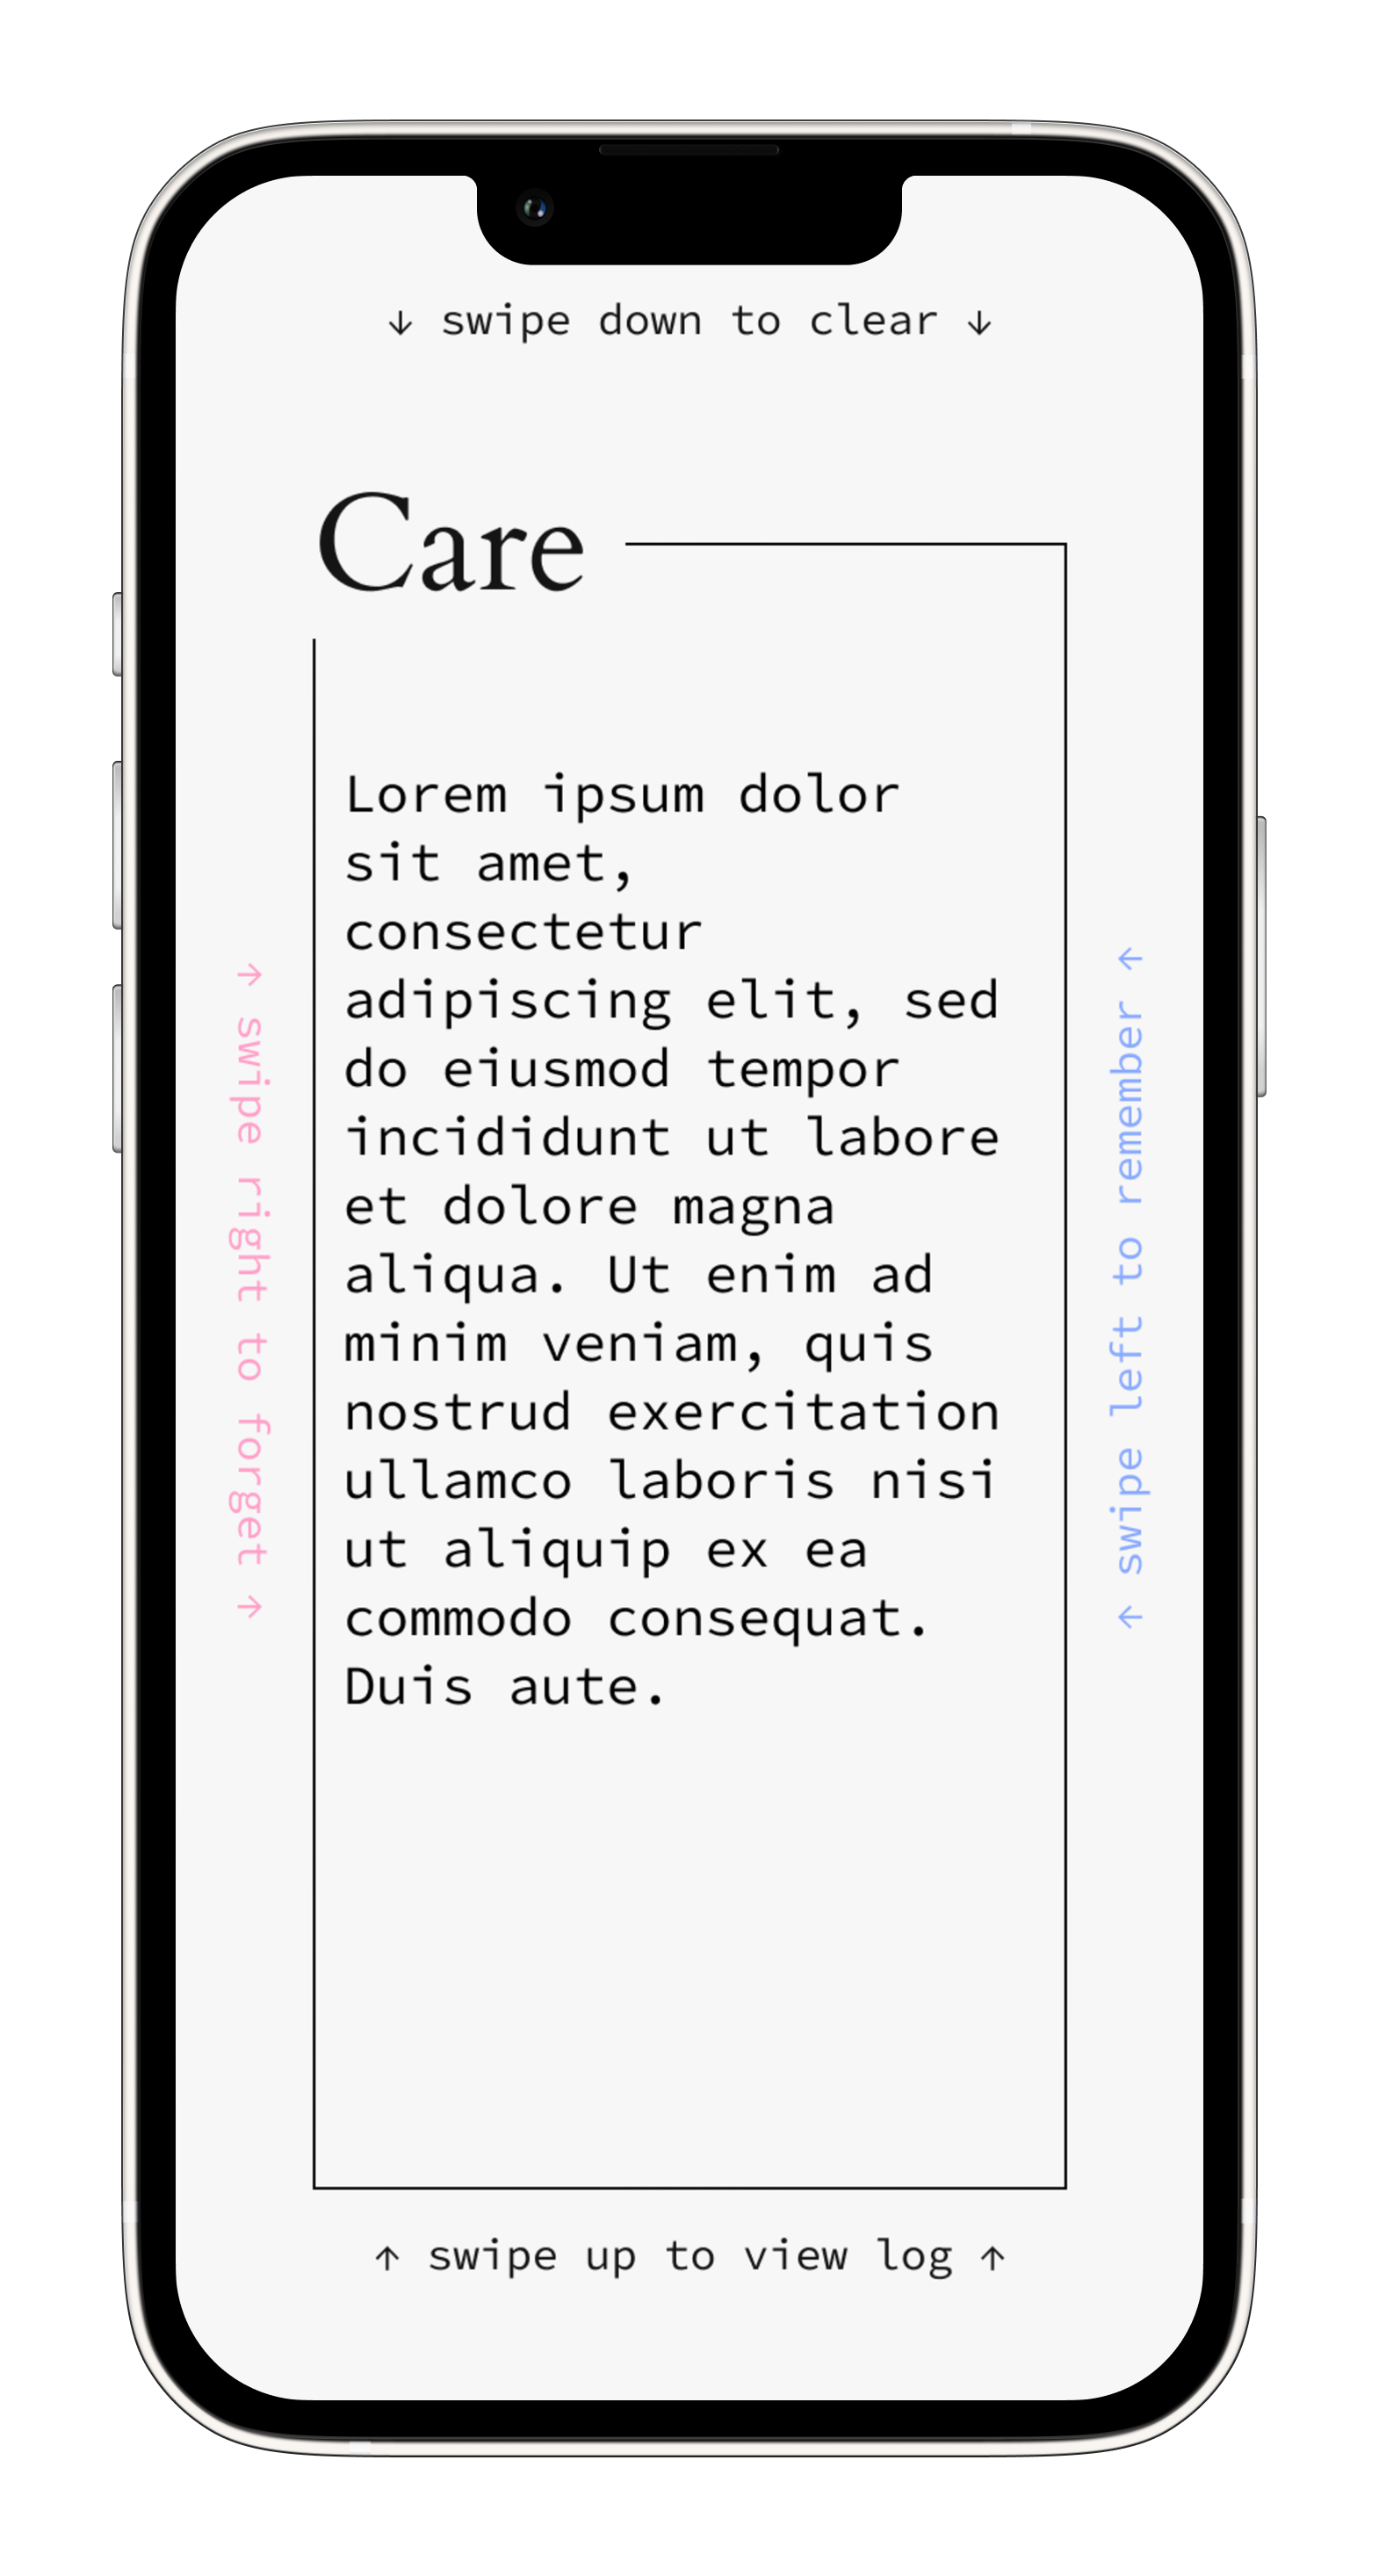 ↓ swipe down to clear ↓
Care
Lorem ipsum dolor
sit amet,
consectetur
adipiscing elit, sed
do eiusmod tempor
incididunt ut labore
et dolore magna
aliqua. Ut enim ad
minim veniam, quis
nostrud exercitation
ullamco laboris nisi
ut aliquip ex ea
commodo consequat.
Duis aute.
→ swipe right to forget →
← swipe left to remember ←
↑ swipe up to view log ↑